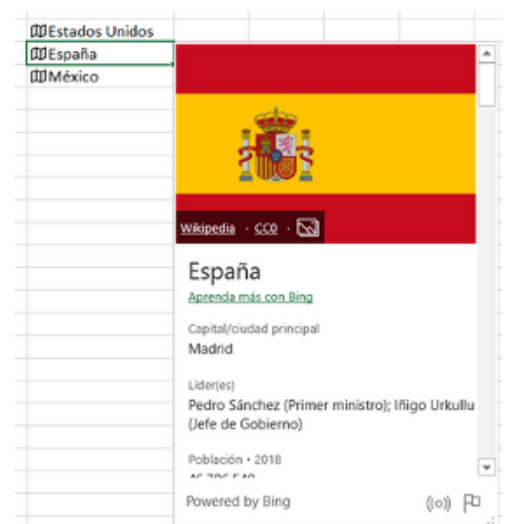 Estados Unidos
España
México
Wikipedia · CC0 ·
España
Aprenda más con Bing
Capital/ciudad principal
Madrid
Líder(es)
Pedro Sánchez (Primer ministro); Iñigo Urkullu
(Jefe de Gobierno)
Población • 2018
Powered by Bing